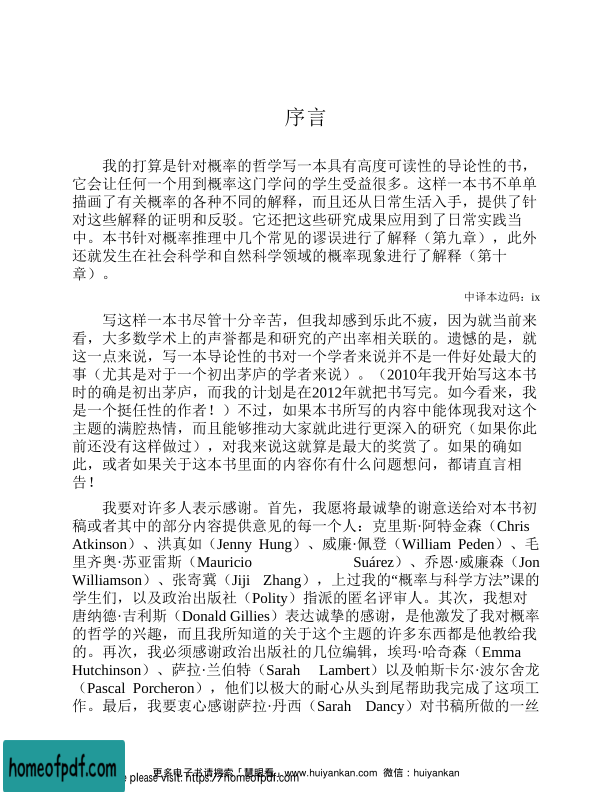 序言
我的打算是针对概率的哲学写一本具有高度可读性的导论性的书，
它会让任何一个用到概率这门学问的学生受益很多。这样一本书不单单
描画了有关概率的各种不同的解释，而且还从日常生活入手，提供了针
对这些解释的证明和反驳。它还把这些研究成果应用到了日常实践当
中。本书针对概率推理中几个常见的谬误进行了解释（第九章），此外
还就发生在社会科学和自然科学领域的概率现象进行了解释（第十
章）。
中译本边码：ix
写这样一本书尽管十分辛苦，但我却感到乐此不疲，因为就当前来
看，大多数学术上的声誉都是和研究的产出率相关联的。遗憾的是，就
这一点来说，写一本导论性的书对一个学者来说并不是一件好处最大的
事（尤其是对于一个初出茅庐的学者来说）。（2010年我开始写这本书
时的确是初出茅庐，而我的计划是在2012年就把书写完。如今看来，我
是一个挺任性的作者！）不过，如果本书所写的内容中能体现我对这个
主题的满腔热情，而且能够推动大家就此进行更深入的研究（如果你此
前还没有这样做过），对我来说这就算是最大的奖赏了。如果的确如
此，或者如果关于这本书里面的内容你有什么问题想问，都请直言相
告！
我要对许多人表示感谢。首先，我愿将最诚挚的谢意送给对本书初
稿或者其中的部分内容提供意见的每一个人：克里斯·阿特金森（Chris
Atkinson）、洪真如（Jenny Hung）、威廉·佩登（William Peden）、毛
里齐奥·苏亚雷斯（Mauricio Suárez）、乔恩·威廉森（Jon
Williamson）、张寄冀（Jiji Zhang），上过我的“概率与科学方法”课的
学生们，以及政治出版社（Polity）指派的匿名评审人。其次，我想对
唐纳德·吉利斯（Donald Gillies）表达诚挚的感谢，是他激发了我对概率
的哲学的兴趣，而且我所知道的关于这个主题的许多东西都是他教给我
的。再次，我必须感谢政治出版社的几位编辑，埃玛·哈奇森（Emma
Hutchinson）、萨拉·兰伯特（Sarah Lambert）以及帕斯卡尔·波尔舍龙
（Pascal Porcheron），他们以极大的耐心从头到尾帮助我完成了这项工
作。最后，我要衷心感谢萨拉·丹西（Sarah Dancy）对书稿所做的一丝
homeofpdf.com
更多电子书请搜索「慧眼看」www.huiyankan.com 微信：huiyankan
please visit: https://homeofpdf.com